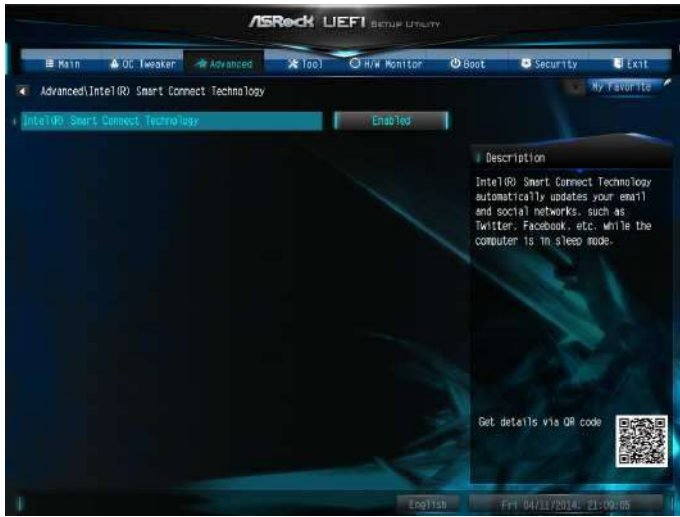 ASRock UEFI SETUP UTILITY
Main OC Tweaker Advanced Tool H/W Monitor Boot Security Exit
Advanced\Intel(R) Smart Connect Technology My Favorite
Intel(R) Smart Connect Technology Enabled
Description
Intel(R) Smart Connect Technology
automatically updates your email
and social networks, such as
Twitter, Facebook, etc. while the
computer is in sleep mode.
Get details via QR code
English Fri 04/11/2014, 21:09:05